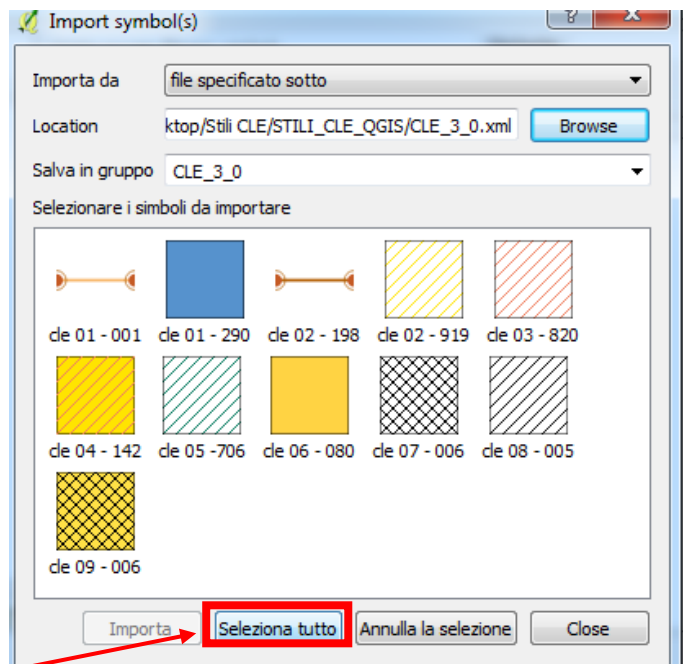 Import symbol(s)
Importa da file specificato sotto
Location ktop/Stili CLE/STILI_CLE_QGIS/CLE_3_0.xml Browse
Salva in gruppo CLE_3_0
Selezionare i simboli da importare
cle 01 - 001 cle 01 - 290 cle 02 - 198 cle 02 - 919 cle 03 - 820
cle 04 - 142 cle 05 -706 cle 06 - 080 cle 07 - 006 cle 08 - 005
cle 09 - 006
Importa Seleziona tutto Annulla la selezione Close